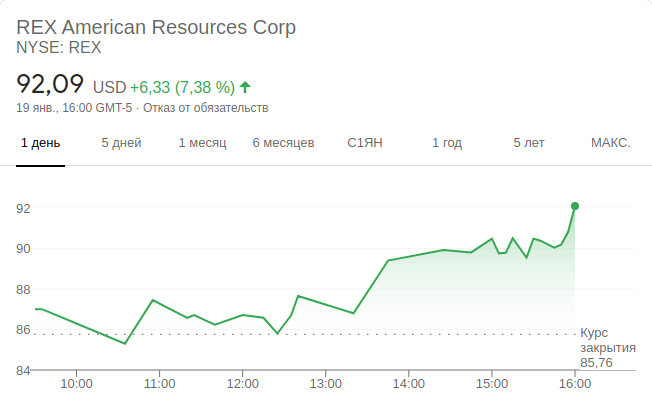 REX American Resources Corp
NYSE: REX
92,09 USD +6,33 (7,38 %)
19 янв., 16:00 GMT-5 · Отказ от обязательств
1 день 5 дней 1 месяц 6 месяцев С1ЯН 1 год 5 лет МАКС.
92
90
88
86
84
Курс
закрытия
85,76
10:00 11:00 12:00 13:00 14:00 15:00 16:00